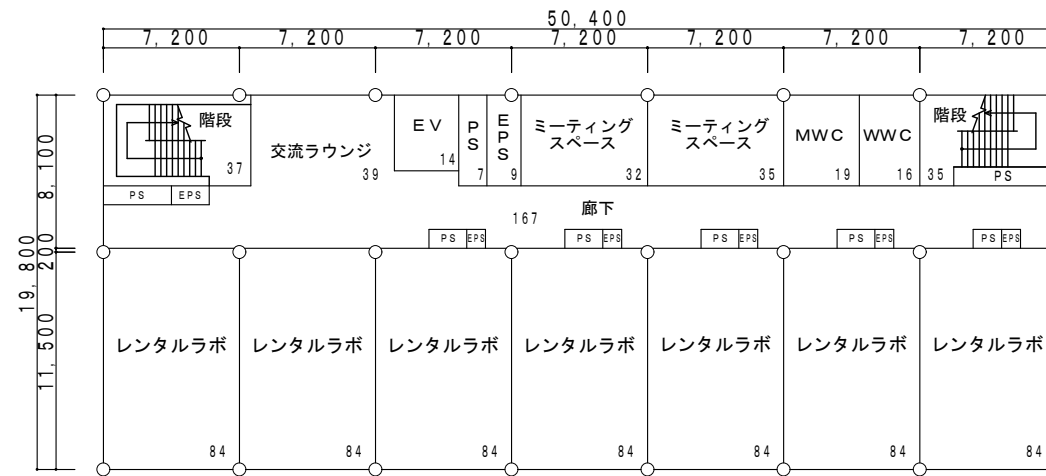 50,400
7,200 7,200 7,200 7,200 7,200 7,200 7,200
階段 EV PS EPS ミーティングスペース ミーティングスペース MWC WWC 階段
交流ラウンジ
37 39 14 7 9 32 35 19 16 35
PS EPS PS
廊下
167
PS EPS PS EPS PS EPS PS EPS PS EPS
8,100
200
19,800
11,500
レンタルラボ レンタルラボ レンタルラボ レンタルラボ レンタルラボ レンタルラボ レンタルラボ
84 84 84 84 84 84 84